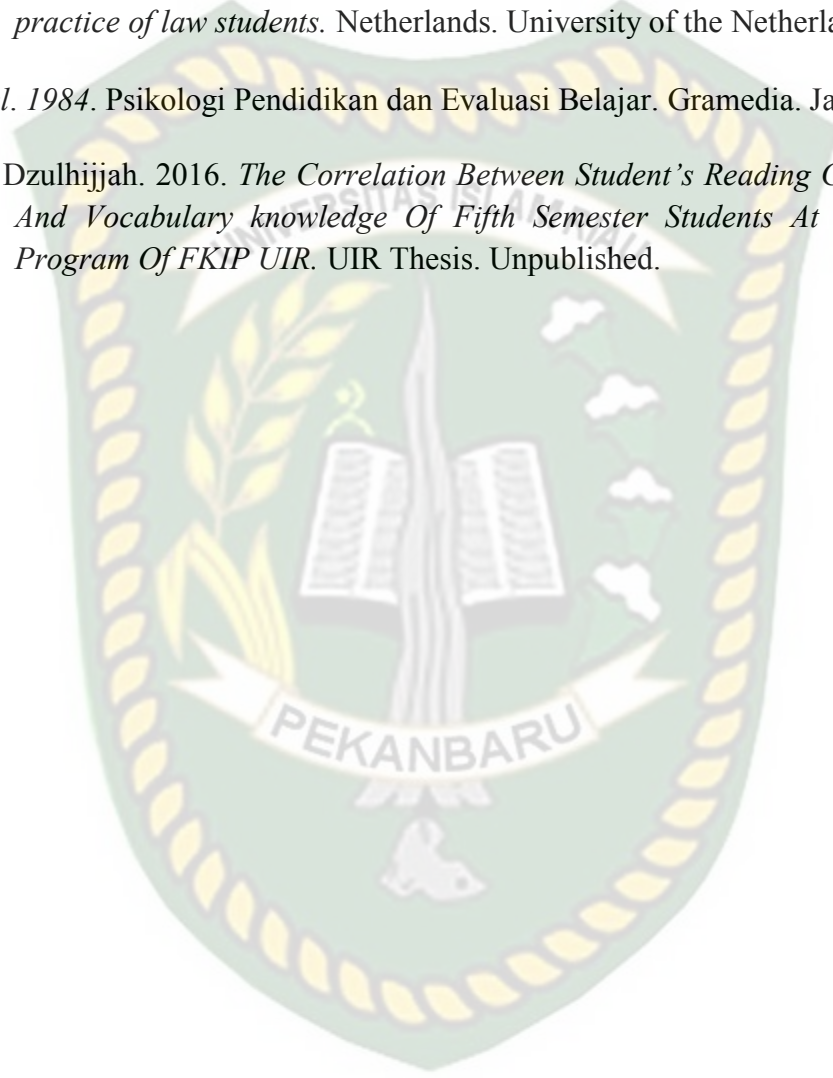 practice of law students. Netherlands. University of the Netherla
l. 1984. Psikologi Pendidikan dan Evaluasi Belajar. Gramedia. Ja
Dzulhijjah. 2016. The Correlation Between Student’s Reading C
And Vocabulary knowledge Of Fifth Semester Students At
Program Of FKIP UIR. UIR Thesis. Unpublished.
UNIVERSITAS ISLAM RIAU
PEKANBARU